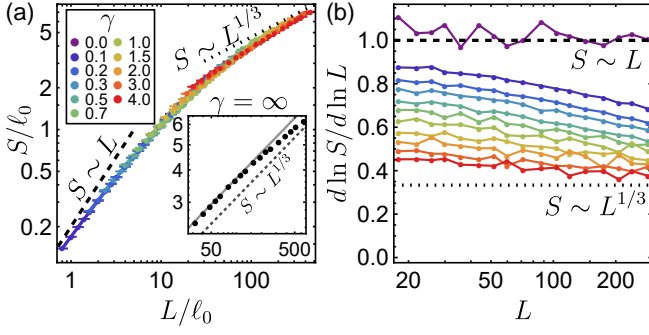 (a)
γ
0.0 1.0
0.1 1.5
0.2 2.0
0.3 3.0
0.5 4.0
0.7
S ~ L^{1/3}
S ~ L
γ = ∞
6
5
4
3
S ~ L^{1/3}
50 500
S/ℓ₀
5
2
1
0.5
0.2
1 10 100
L/ℓ₀
(b)
d ln S/d ln L
1.0
0.8
0.6
0.4
0.2
0.0
S ~ L
S ~ L^{1/3}
20 50 100 200
L